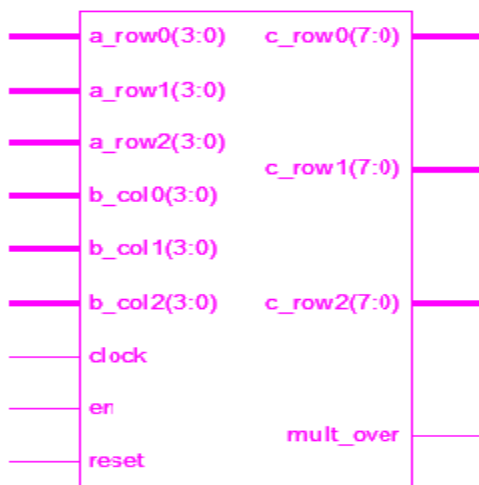 a_row0(3:0) c_row0(7:0)
a_row1(3:0)
a_row2(3:0)
c_row1(7:0)
b_col0(3:0)
b_col1(3:0)
b_col2(3:0) c_row2(7:0)
clock
en
mult_over
reset